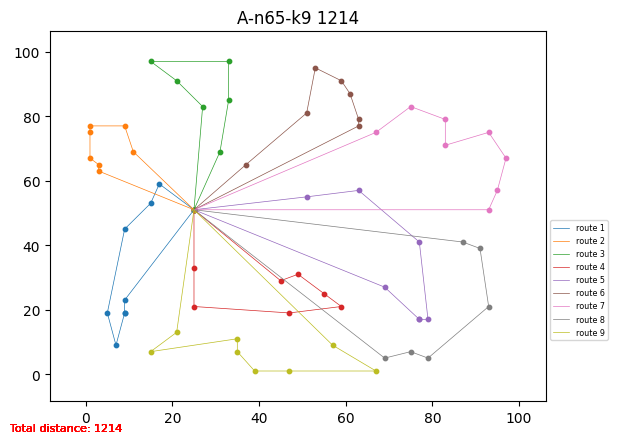 A-n65-k9 1214
100
80
60
40
20
0
0 20 40 60 80 100
route 1
route 2
route 3
route 4
route 5
route 6
route 7
route 8
route 9
Total distance: 1214